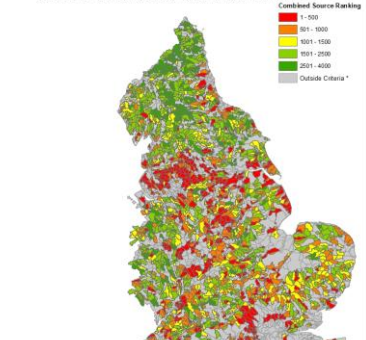 Combined Source Ranking
1 - 500
501 - 1000
1001 - 1500
1501 - 2500
2501 - 4000
Outside Criteria *